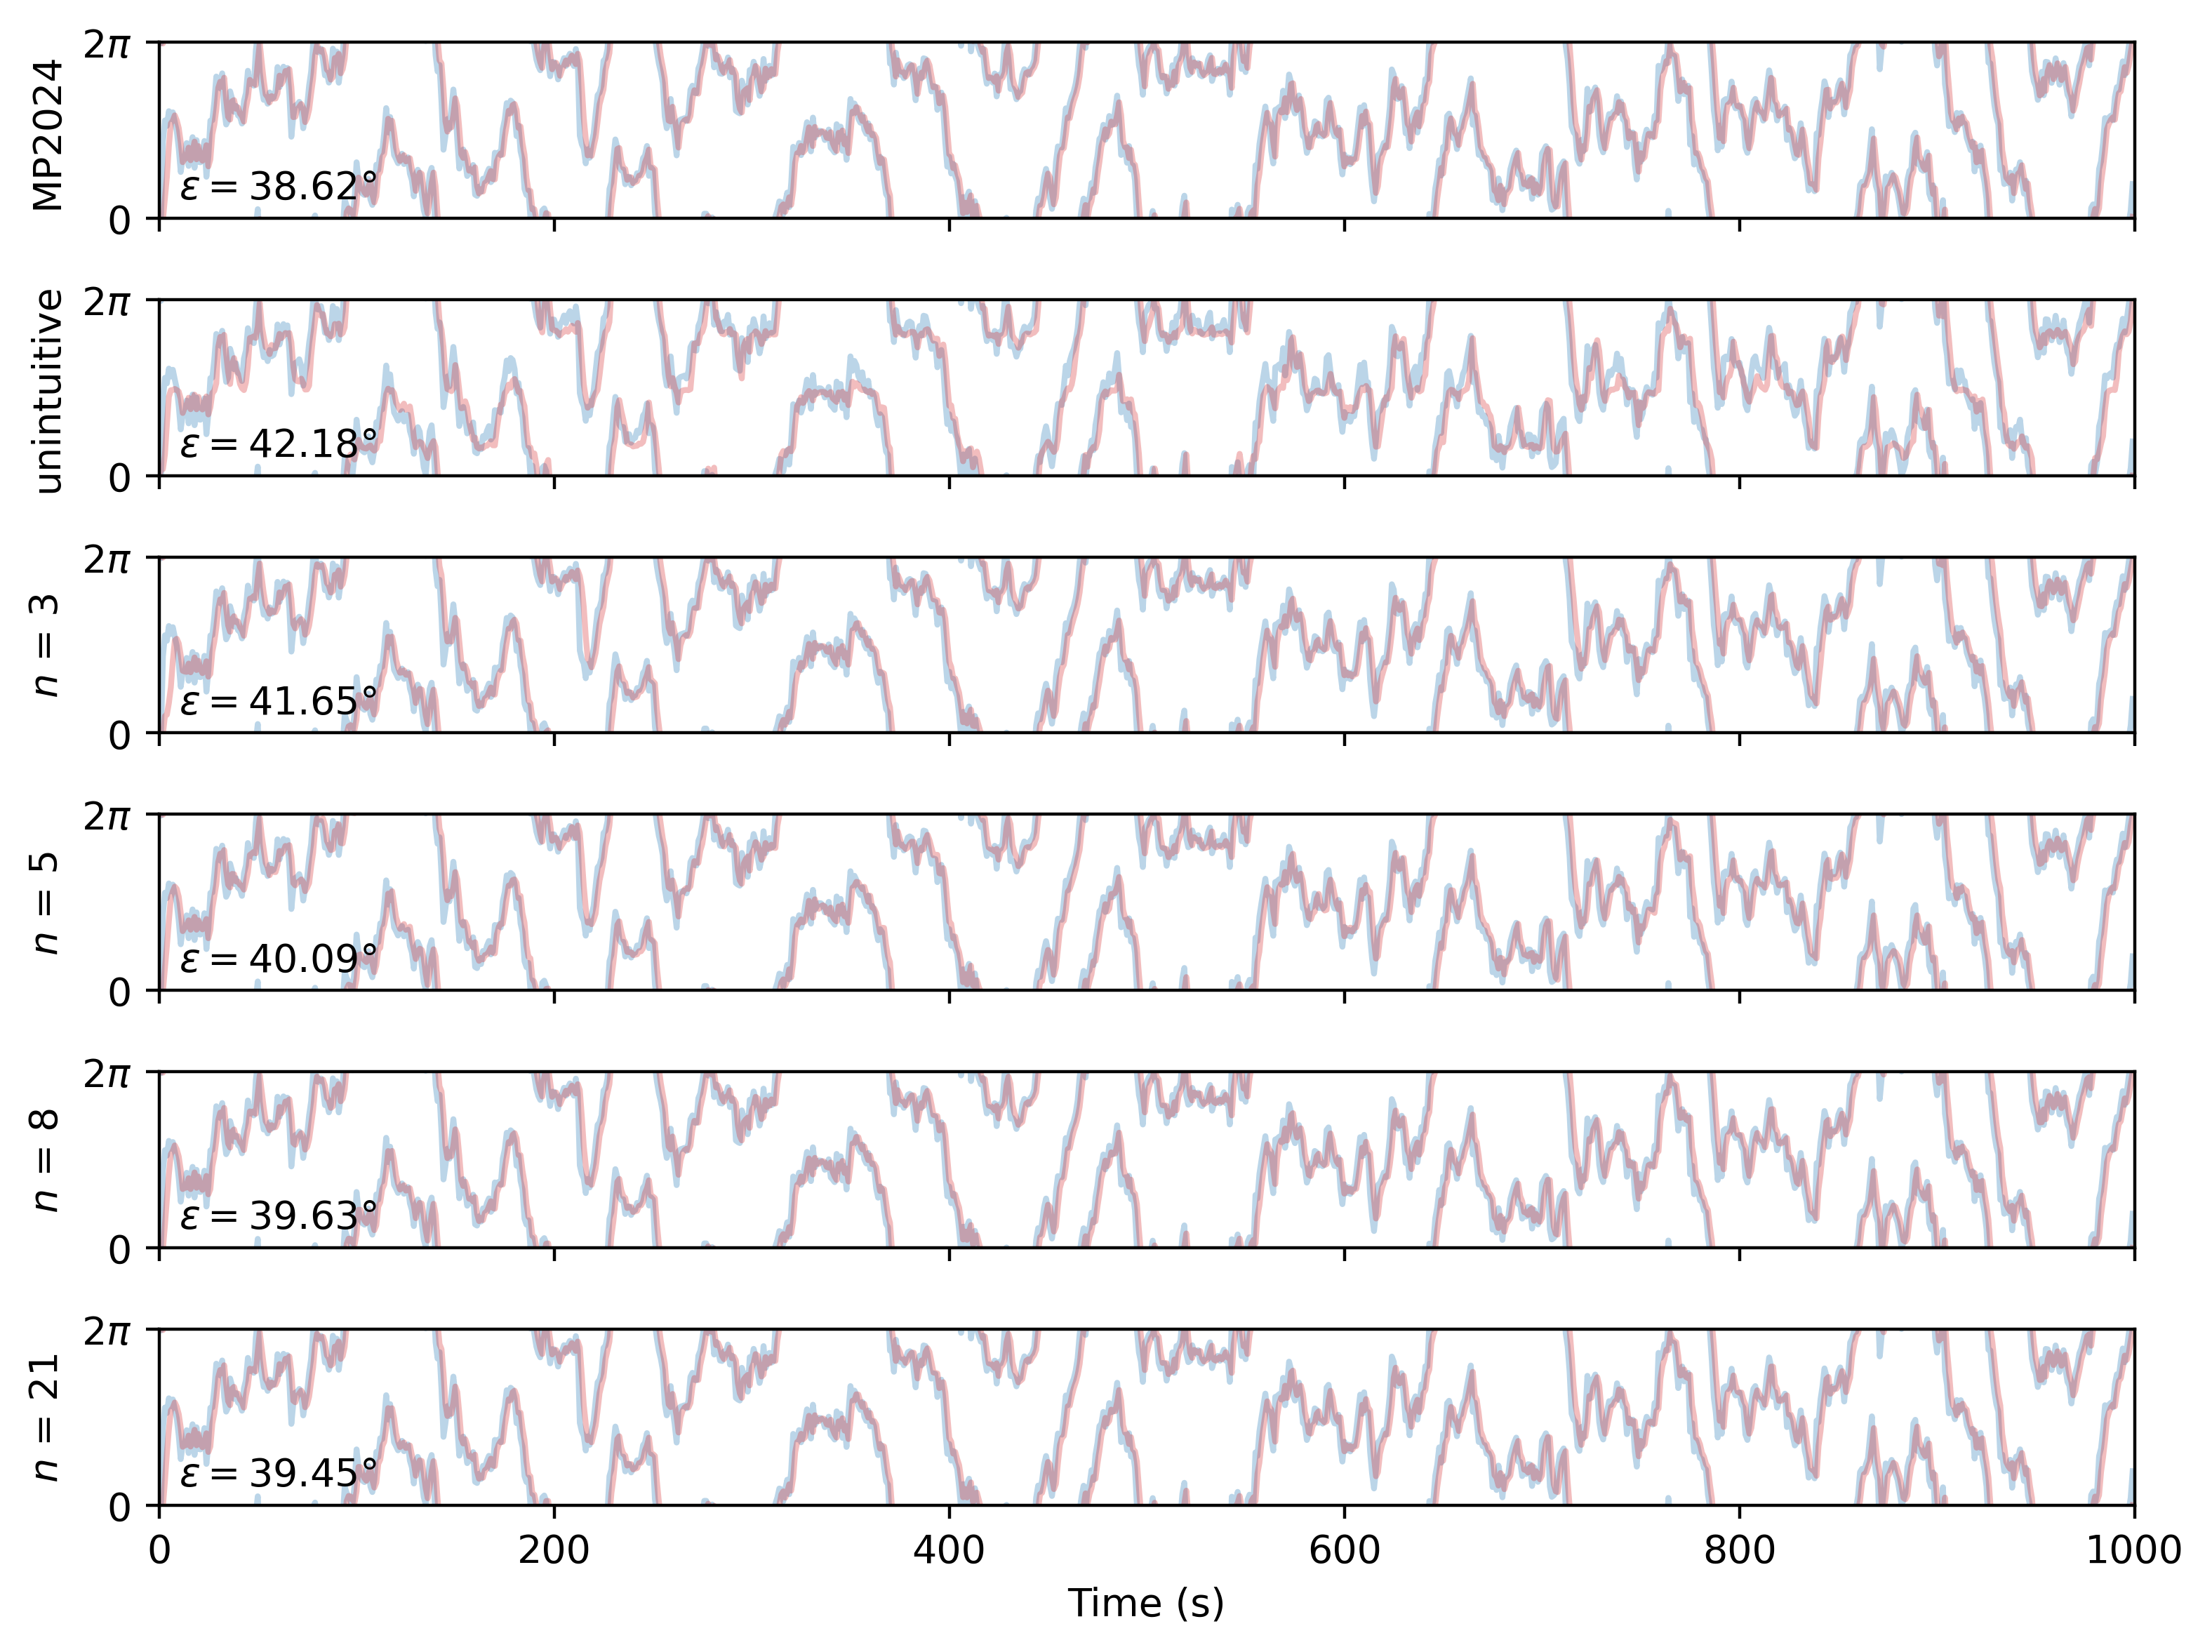 MP2024
2π
0
ε = 38.62°
unintuitive
2π
0
ε = 42.18°
n = 3
2π
0
ε = 41.65°
n = 5
2π
0
ε = 40.09°
n = 8
2π
0
ε = 39.63°
n = 21
2π
0
ε = 39.45°
0 200 400 600 800 1000
Time (s)